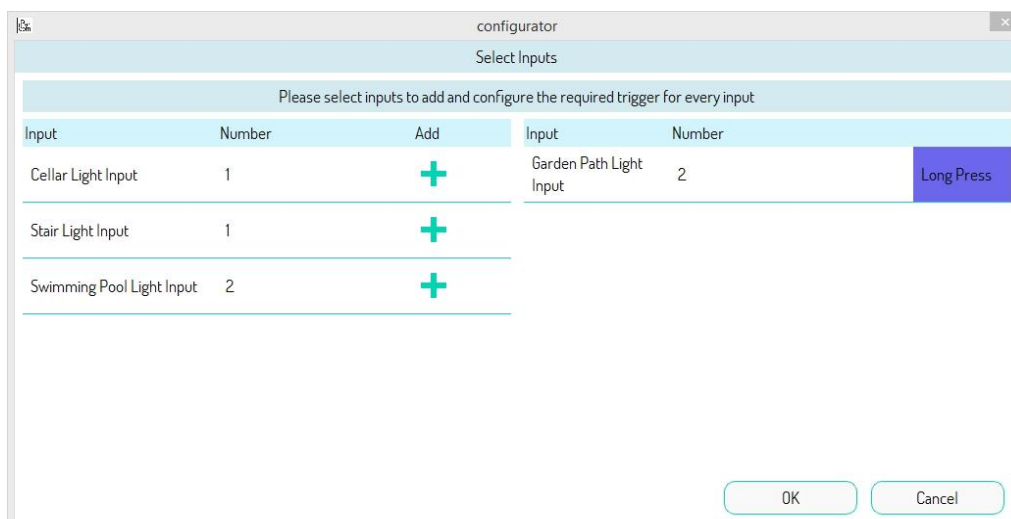 configurator
Select Inputs
Please select inputs to add and configure the required trigger for every input
Input Number Add
Cellar Light Input 1
Stair Light Input 1
Swimming Pool Light Input 2
Input Number
Garden Path Light
Input
2
Long Press
OK Cancel